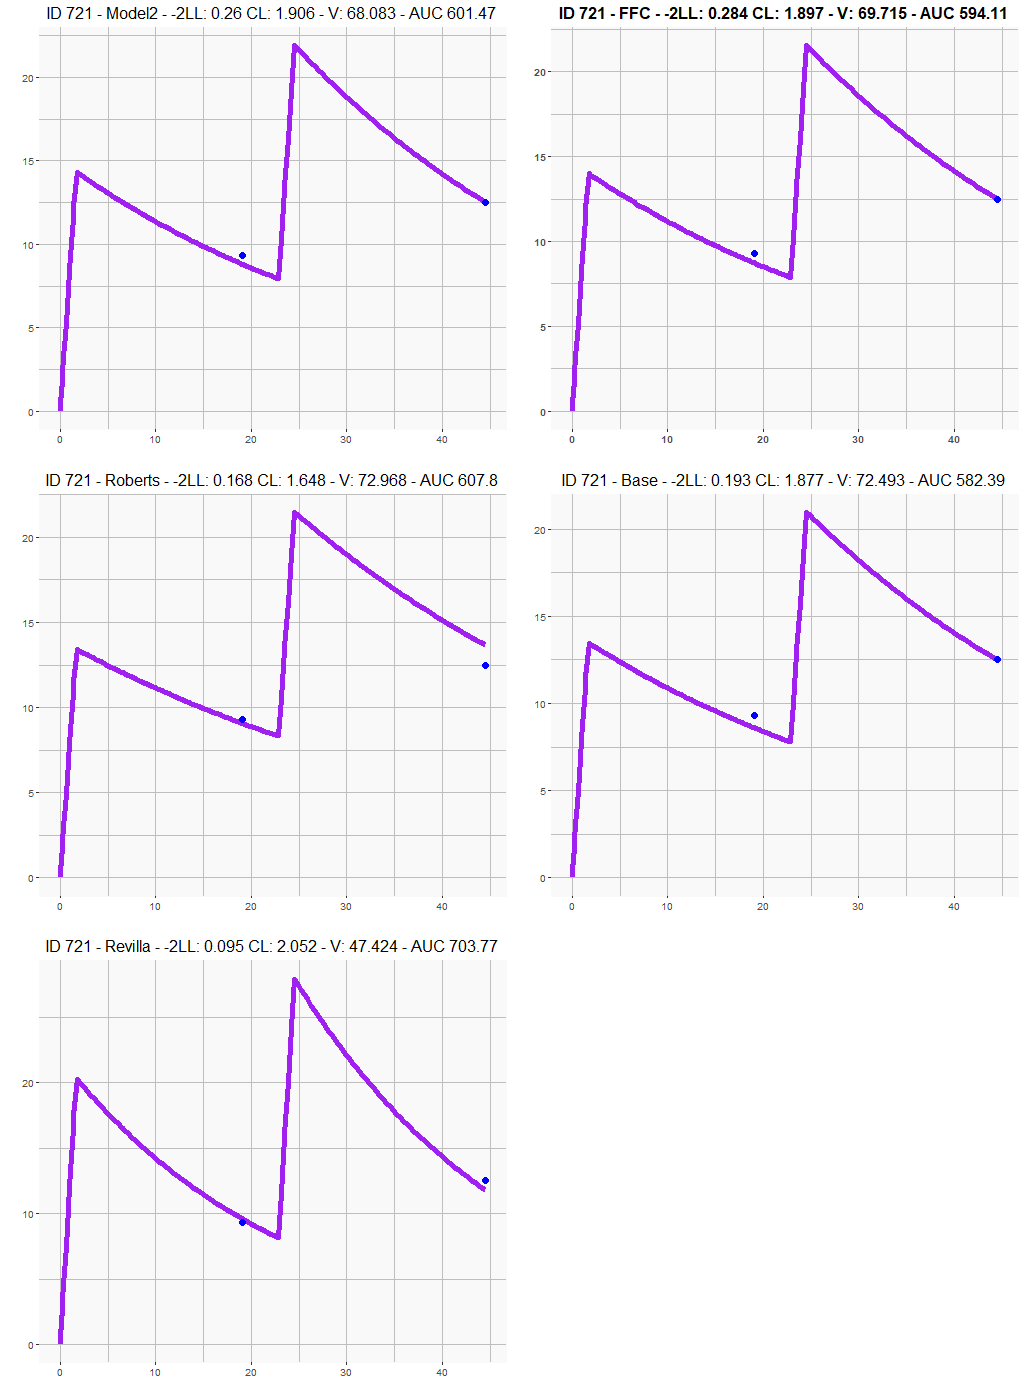 ID 721 - Model2 - -2LL: 0.26 CL: 1.906 - V: 68.083 - AUC 601.47
20
15
10
5
0
0 10 20 30 40
ID 721 - FFC - -2LL: 0.284 CL: 1.897 - V: 69.715 - AUC 594.11
20
15
10
5
0
0 10 20 30 40
ID 721 - Roberts - -2LL: 0.168 CL: 1.648 - V: 72.968 - AUC 607.8
20
15
10
5
0
0 10 20 30 40
ID 721 - Base - -2LL: 0.193 CL: 1.877 - V: 72.493 - AUC 582.39
20
15
10
5
0
0 10 20 30 40
ID 721 - Revilla - -2LL: 0.095 CL: 2.052 - V: 47.424 - AUC 703.77
20
10
0
0 10 20 30 40